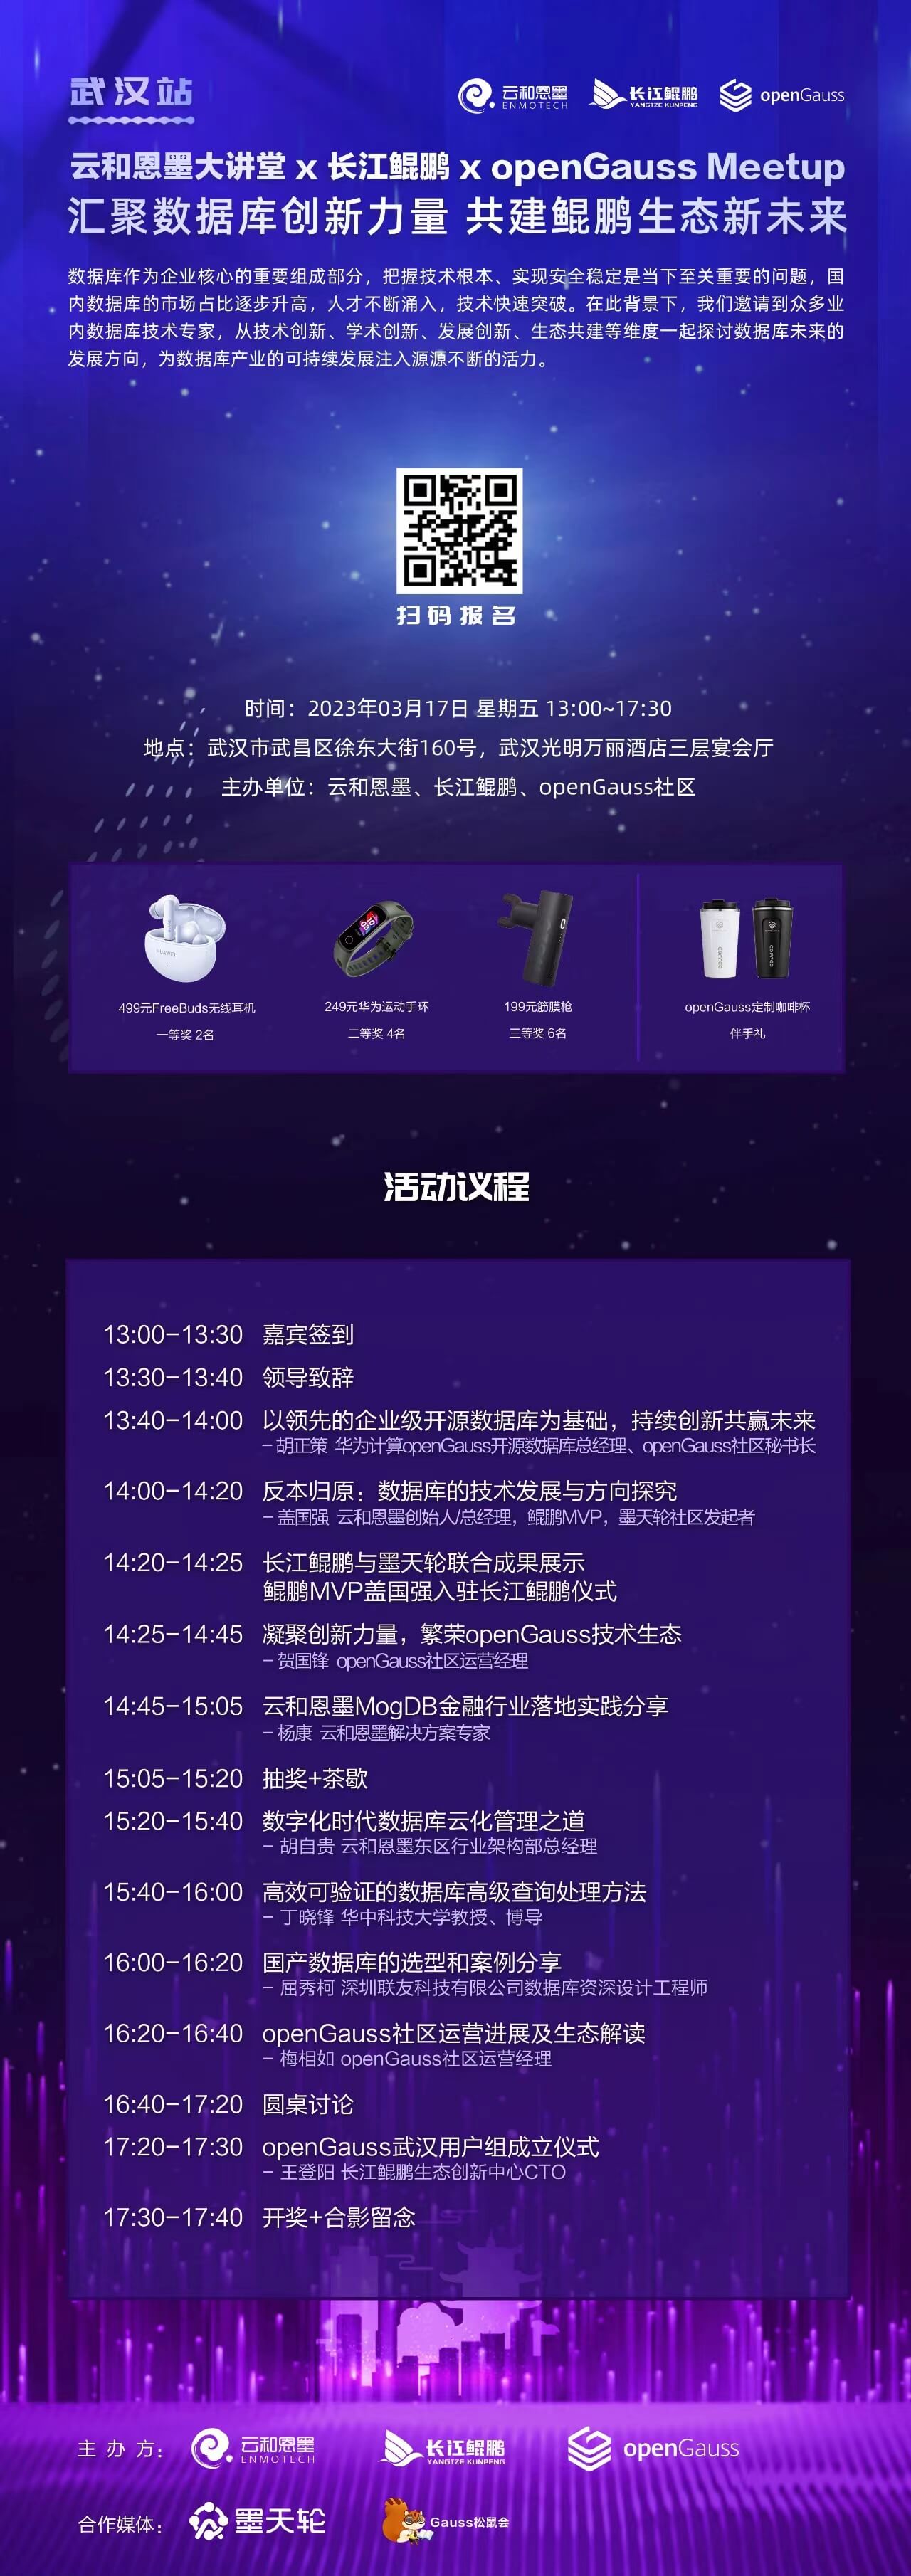 武汉站
云和恩墨 ENMOTECH 长江鲲鹏 YANGTZE KUNPENG openGauss
云和恩墨大讲堂 x 长江鲲鹏 x openGauss Meetup
汇聚数据库创新力量 共建鲲鹏生态新未来
数据库作为企业核心的重要组成部分，把握技术根本、实现安全稳定是当下至关重要的问题，国
内数据库的市场占比逐步升高，人才不断涌入，技术快速突破。在此背景下，我们邀请到众多业
内数据库技术专家，从技术创新、学术创新、发展创新、生态共建等维度一起探讨数据库未来的
发展方向，为数据库产业的可持续发展注入源源不断的活力。
扫码报名
时间：2023年03月17日 星期五 13:00~17:30
地点：武汉市武昌区徐东大街160号，武汉光明万丽酒店三层宴会厅
主办单位：云和恩墨、长江鲲鹏、openGauss社区
HUAWEI
499元FreeBuds无线耳机
一等奖 2名
249元华为运动手环
二等奖 4名
199元筋膜枪
三等奖 6名
openGauss定制咖啡杯
伴手礼
活动议程
13:00-13:30 嘉宾签到
13:30-13:40 领导致辞
13:40-14:00 以领先的企业级开源数据库为基础，持续创新共赢未来
- 胡正策 华为计算openGauss开源数据库总经理、openGauss社区秘书长
14:00-14:20 反本归原：数据库的技术发展与方向探究
- 盖国强 云和恩墨创始人/总经理，鲲鹏MVP，墨天轮社区发起者
14:20-14:25 长江鲲鹏与墨天轮联合成果展示
鲲鹏MVP盖国强入驻长江鲲鹏仪式
14:25-14:45 凝聚创新力量，繁荣openGauss技术生态
- 贺国锋 openGauss社区运营经理
14:45-15:05 云和恩墨MogDB金融行业落地实践分享
- 杨康 云和恩墨解决方案专家
15:05-15:20 抽奖+茶歇
15:20-15:40 数字化时代数据库云化管理之道
- 胡自贵 云和恩墨东区行业架构部总经理
15:40-16:00 高效可验证的数据库高级查询处理方法
- 丁晓锋 华中科技大学教授、博导
16:00-16:20 国产数据库的选型和案例分享
- 屈秀柯 深圳联友科技有限公司数据库资深设计工程师
16:20-16:40 openGauss社区运营进展及生态解读
- 梅相如 openGauss社区运营经理
16:40-17:20 圆桌讨论
17:20-17:30 openGauss武汉用户组成立仪式
- 王登阳 长江鲲鹏生态创新中心CTO
17:30-17:40 开奖+合影留念
主办方： 云和恩墨 ENMOTECH 长江鲲鹏 YANGTZE KUNPENG openGauss
合作媒体： 墨天轮 Gauss松鼠会